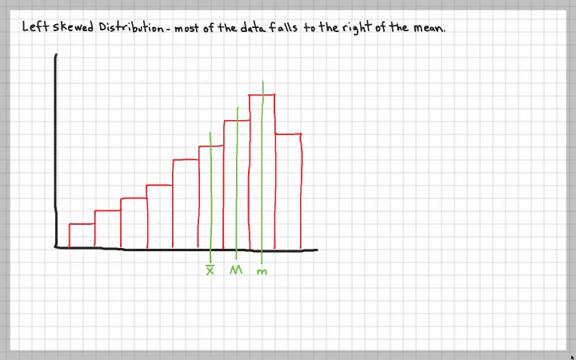 Left skewed Distribution - most of the data falls to the right of the mean.
x̅ M m